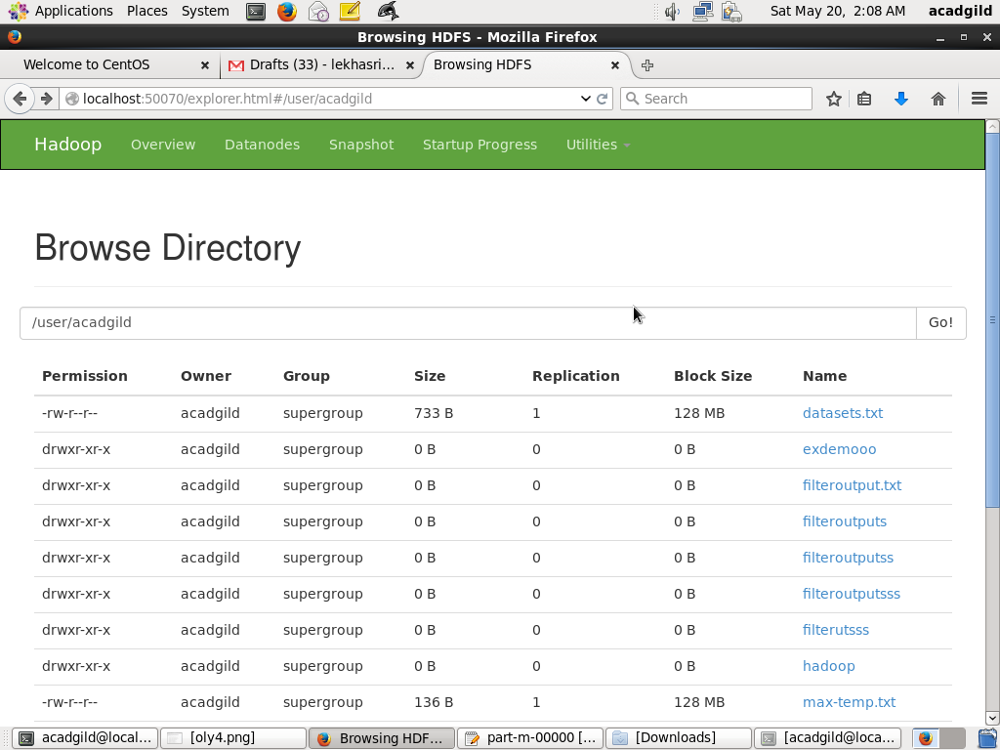 Applications Places System Sat May 20, 2:08 AM acadgild
Browsing HDFS - Mozilla Firefox
Welcome to CentOS Drafts (33) - lekhasri... Browsing HDFS
localhost:50070/explorer.html#/user/acadgild Search
Hadoop Overview Datanodes Snapshot Startup Progress Utilities
Browse Directory
/user/acadgild Go!
Permission Owner Group Size Replication Block Size Name
-rw-r--r-- acadgild supergroup 733 B 1 128 MB datasets.txt
drwxr-xr-x acadgild supergroup 0 B 0 0 B exdemooo
drwxr-xr-x acadgild supergroup 0 B 0 0 B filteroutput.txt
drwxr-xr-x acadgild supergroup 0 B 0 0 B filteroutputs
drwxr-xr-x acadgild supergroup 0 B 0 0 B filteroutputss
drwxr-xr-x acadgild supergroup 0 B 0 0 B filteroutputsss
drwxr-xr-x acadgild supergroup 0 B 0 0 B filterutsss
drwxr-xr-x acadgild supergroup 0 B 0 0 B hadoop
-rw-r--r-- acadgild supergroup 136 B 1 128 MB max-temp.txt
acadgild@local... [oly4.png] Browsing HDF... part-m-00000 [... [Downloads] [acadgild@loca...